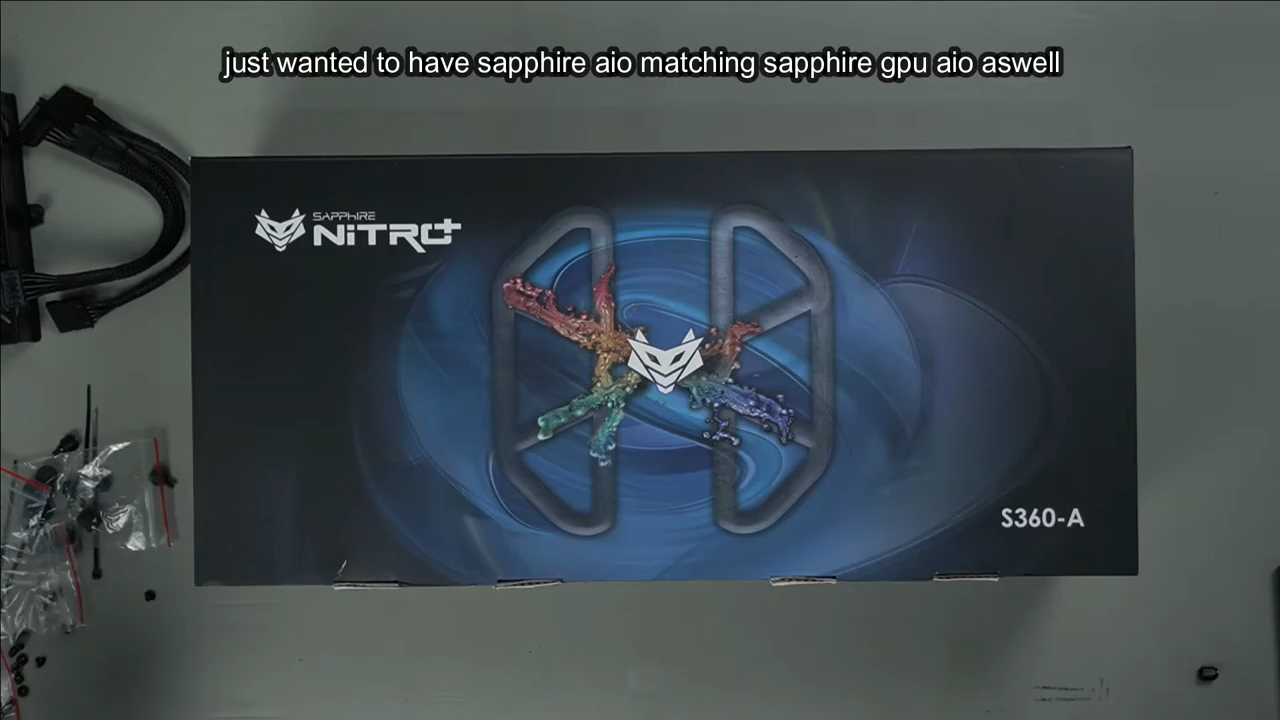 just wanted to have sapphire aio matching sapphire gpu aio aswell
SAPPHIRE
NITRO+
S360-A